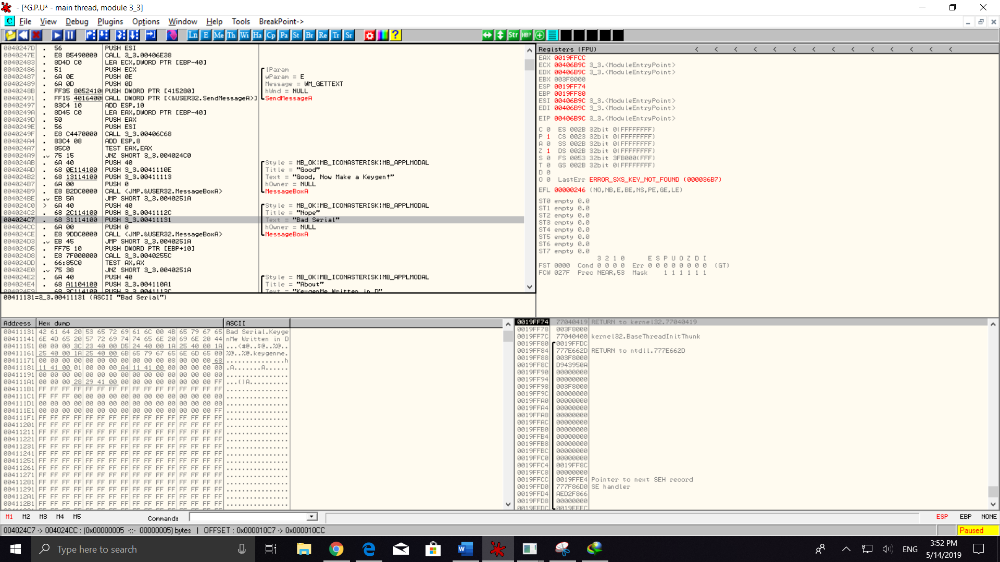 - [*G.P.U* - main thread, module 3_3]
C File View Debug Plugins Options Window Help Tools BreakPoint->
Ln E Me Th Wi Ha Cp Pa St Br Re Tr Sr ? Str HBP
0040247D . 56 PUSH ESI
0040247E . E8 B5490000 CALL 3_3.00406E38
00402483 . 8D4D C0 LEA ECX,DWORD PTR [EBP-40]
00402486 . 51 PUSH ECX lParam
00402487 . 6A 0E PUSH 0E wParam = E
00402489 . 6A 0D PUSH 0D Message = WM_GETTEXT
0040248B . FF35 80524100 PUSH DWORD PTR [415280] hWnd = NULL
00402491 . FF15 40164000 CALL DWORD PTR [<&USER32.SendMessageA>] SendMessageA
00402497 . 83C4 10 ADD ESP,10
0040249A . 8D45 C0 LEA EAX,DWORD PTR [EBP-40]
0040249D . 50 PUSH EAX
0040249E . 56 PUSH ESI
0040249F . E8 C4470000 CALL 3_3.00406C68
004024A4 . 83C4 08 ADD ESP,8
004024A7 . 85C0 TEST EAX,EAX
004024A9 .v 75 15 JNZ SHORT 3_3.004024C0
004024AB . 6A 40 PUSH 40 Style = MB_OK|MB_ICONASTERISK|MB_APPLMODAL
004024AD . 68 0E114100 PUSH 3_3.0041110E Title = "Good"
004024B2 . 68 13114100 PUSH 3_3.00411113 Text = "Good, Now Make a Keygen!"
004024B7 . 6A 00 PUSH 0 hOwner = NULL
004024B9 . E8 B2DC0000 CALL <JMP.&USER32.MessageBoxA> MessageBoxA
004024BE .v EB 5A JMP SHORT 3_3.0040251A
004024C0 > 6A 40 PUSH 40 Style = MB_OK|MB_ICONASTERISK|MB_APPLMODAL
004024C2 . 68 2C114100 PUSH 3_3.0041112C Title = "Nope"
004024C7 . 68 31114100 PUSH 3_3.00411131 Text = "Bad Serial"
004024CC . 6A 00 PUSH 0 hOwner = NULL
004024CE . E8 9DDC0000 CALL <JMP.&USER32.MessageBoxA> MessageBoxA
004024D3 .v EB 45 JMP SHORT 3_3.0040251A
004024D5 . FF75 10 PUSH DWORD PTR [EBP+10]
004024D8 . E8 7F000000 CALL 3_3.0040255C
004024DD . 66:85C0 TEST AX,AX
004024E0 .v 75 38 JNZ SHORT 3_3.0040251A
004024E2 . 6A 40 PUSH 40 Style = MB_OK|MB_ICONASTERISK|MB_APPLMODAL
004024E4 . 68 A1104100 PUSH 3_3.004110A1 Title = "About"
004024E9 . 68 3C114100 PUSH 3_3.0041113C Text = "KeygenMe Written in D"
00411131=3_3.00411131 (ASCII "Bad Serial")
Registers (FPU) < < < < < < < < < < < < < <
EAX 0019FFCC
ECX 00406B9C 3_3.<ModuleEntryPoint>
EDX 00406B9C 3_3.<ModuleEntryPoint>
EBX 003F8000
ESP 0019FF74
EBP 0019FF80
ESI 00406B9C 3_3.<ModuleEntryPoint>
EDI 00406B9C 3_3.<ModuleEntryPoint>
EIP 00406B9C 3_3.<ModuleEntryPoint>
C 0 ES 002B 32bit 0(FFFFFFFF)
P 1 CS 0023 32bit 0(FFFFFFFF)
A 0 SS 002B 32bit 0(FFFFFFFF)
Z 1 DS 002B 32bit 0(FFFFFFFF)
S 0 FS 0053 32bit 3FB000(FFF)
T 0 GS 002B 32bit 0(FFFFFFFF)
D 0
O 0 LastErr ERROR_SXS_KEY_NOT_FOUND (000036B7)
EFL 00000246 (NO,NB,E,BE,NS,PE,GE,LE)
ST0 empty 0.0
ST1 empty 0.0
ST2 empty 0.0
ST3 empty 0.0
ST4 empty 0.0
ST5 empty 0.0
ST6 empty 0.0
ST7 empty 0.0
3 2 1 0 E S P U O Z D I
FST 0000 Cond 0 0 0 0 Err 0 0 0 0 0 0 0 0 (GT)
FCW 027F Prec NEAR,53 Mask 1 1 1 1 1 1
Address Hex dump ASCII
00411131 42 61 64 20 53 65 72 69 61 6C 00 4B 65 79 67 65 Bad Serial.Keyge
00411141 6E 4D 65 20 57 72 69 74 74 65 6E 20 69 6E 20 44 nMe Written in D
00411151 00 00 00 3C 23 40 00 D5 24 40 00 1A 25 40 00 1A ...<#@..$@..%@..
00411161 25 40 00 1A 25 40 00 6B 65 79 67 65 6E 6D 65 00 %@..%@.keygenme.
00411171 00 00 00 00 00 00 00 00 00 00 00 08 00 00 00 68 ...............h
00411181 11 41 00 01 00 00 00 A4 11 41 00 00 00 00 00 00 .A.......A......
00411191 00 00 00 00 00 00 00 00 00 00 00 00 00 00 00 00 ................
004111A1 00 00 00 28 29 41 00 00 00 00 00 00 00 00 00 FF ...()A..........
004111B1 FF FF FF FF FF FF FF FF FF FF FF FF FF FF FF FF ................
004111C1 FF FF FF 00 00 00 00 00 00 00 00 00 00 00 00 00 ................
004111D1 00 00 00 00 00 00 00 00 00 00 00 00 00 00 00 00 ................
004111E1 00 00 00 00 00 00 00 00 00 00 00 00 00 00 00 FF ................
004111F1 FF FF FF FF FF FF FF FF FF FF FF FF FF FF FF FF ................
00411201 FF FF FF FF FF FF FF FF FF FF FF FF FF FF FF FF ................
00411211 FF FF FF FF FF FF FF FF FF FF FF FF FF FF FF FF ................
00411221 FF FF FF FF FF FF FF FF FF FF FF FF FF FF FF FF ................
00411231 FF FF FF FF FF FF FF FF FF FF FF FF FF FF FF FF ................
00411241 FF FF FF FF FF FF FF FF FF FF FF FF FF FF FF FF ................
00411251 FF FF FF FF FF FF FF FF FF FF FF FF FF FF FF FF ................
00411261 FF FF FF FF FF FF FF FF FF FF FF FF FF FF FF FF ................
00411271 FF FF FF FF FF FF FF FF FF FF FF FF FF FF FF FF ................
00411281 FF FF FF FF FF FF FF FF FF FF FF FF FF FF FF FF ................
00411291 FF FF FF FF FF FF FF FF FF FF FF FF FF FF FF FF ................
004112A1 FF FF FF FF FF FF FF FF FF FF FF FF FF FF FF FF ................
004112B1 FF FF FF FF FF FF FF FF FF FF FF FF FF FF FF FF ................
0019FF74 77040419 RETURN to kernel32.77040419
0019FF78 003F8000
0019FF7C 77040400 kernel32.BaseThreadInitThunk
0019FF80 0019FFDC
0019FF84 777E662D RETURN to ntdll.777E662D
0019FF88 003F8000
0019FF8C D943950A
0019FF90 00000000
0019FF94 00000000
0019FF98 003F8000
0019FF9C 00000000
0019FFA0 00000000
0019FFA4 00000000
0019FFA8 00000000
0019FFAC 00000000
0019FFB0 00000000
0019FFB4 00000000
0019FFB8 00000000
0019FFBC 00000000
0019FFC0 00000000
0019FFC4 0019FF8C
0019FFC8 00000000
0019FFCC 0019FFE4 Pointer to next SEH record
0019FFD0 777F86D0 SE handler
0019FFD4 AED2F866
0019FFD8 00000000
0019FFDC 0019FFEC
M1 M2 M3 M4 M5 Command: ESP EBP NONE
004024C7 -> 004024CC : (0x00000005 -::- 00000005) bytes | OFFSET : 0x000010C7 -> 0x000010CC Paused
Type here to search
ENG
3:52 PM
5/14/2019